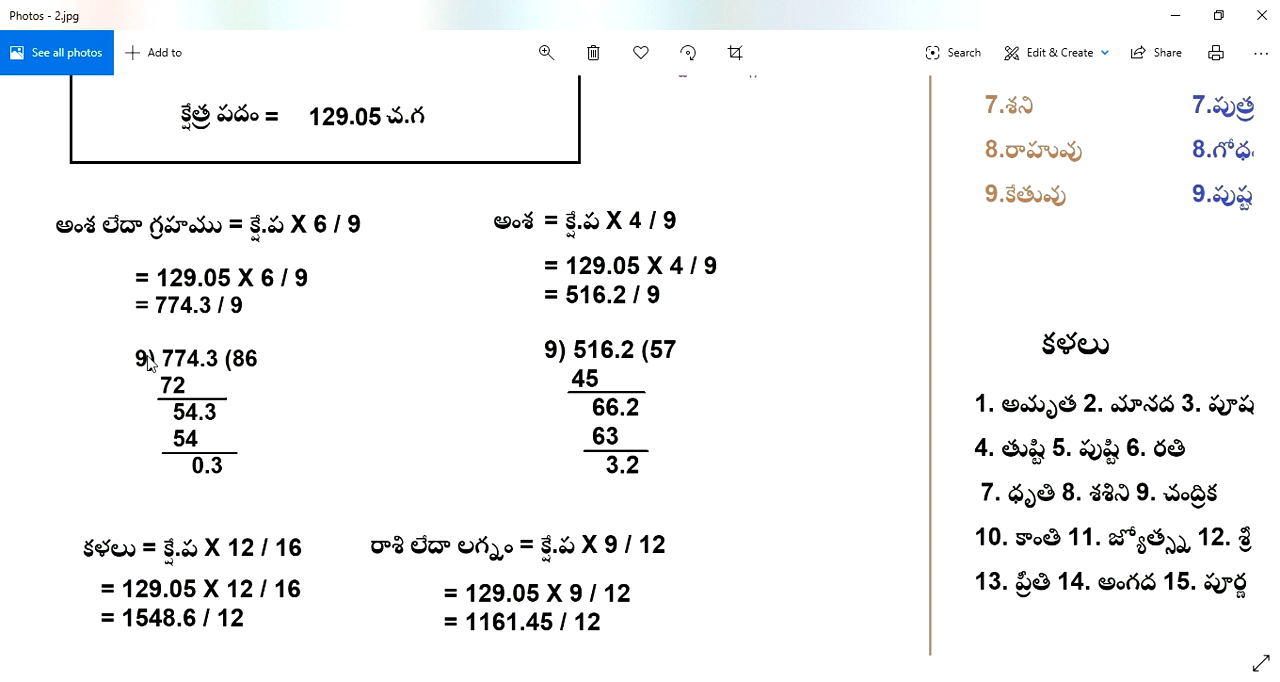 Photos - 2.jpg
See all photos
Add to
Search
Edit & Create
Share
క్షేత్ర పదం = 129.05 చ.గ
అంశ లేదా గ్రహము = క్షే.ప X 6 / 9
= 129.05 X 6 / 9
= 774.3 / 9
9) 774.3 (86
72
54.3
54
0.3
అంశ = క్షే.ప X 4 / 9
= 129.05 X 4 / 9
= 516.2 / 9
9) 516.2 (57
45
66.2
63
3.2
కళలు = క్షే.ప X 12 / 16
= 129.05 X 12 / 16
= 1548.6 / 12
రాశి లేదా లగ్నం = క్షే.ప X 9 / 12
= 129.05 X 9 / 12
= 1161.45 / 12
7.శని
8.రాహువు
9.కేతువు
7.పుత్ర
8.గోధ
9.పుష్ట
కళలు
1. అమృత 2. మానద 3. పూష
4. తుష్టి 5. పుష్టి 6. రతి
7. ధృతి 8. శశిని 9. చంద్రిక
10. కాంతి 11. జ్యోత్స్న 12. శ్రీ
13. ప్రీతి 14. అంగద 15. పూర్ణ